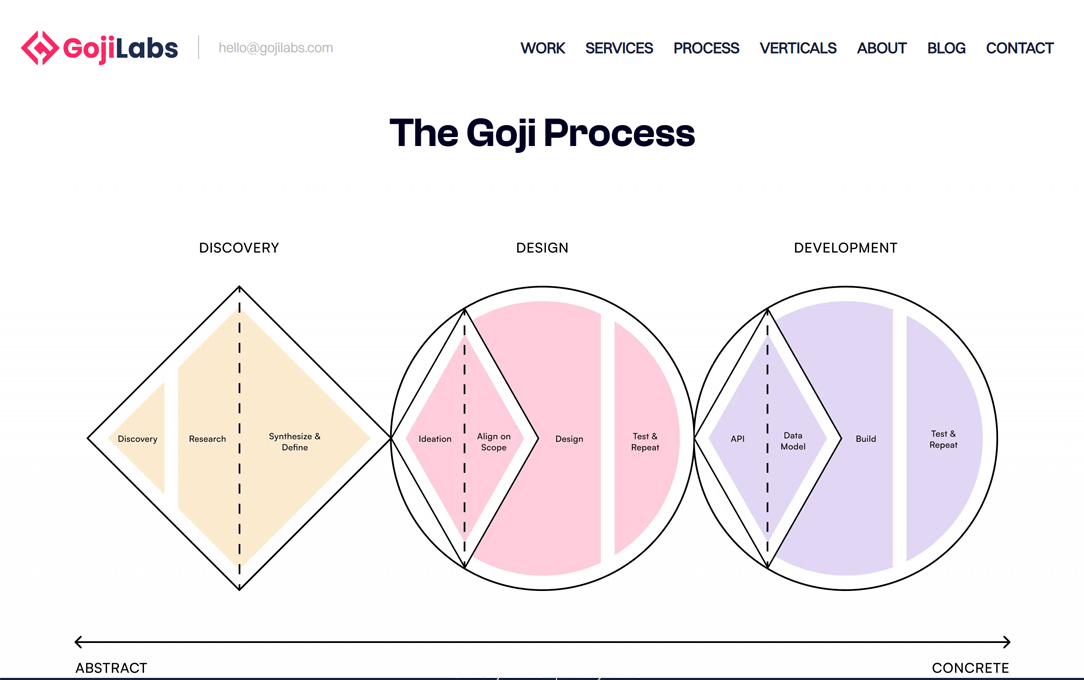 GojiLabs
hello@gojilabs.com
WORK SERVICES PROCESS VERTICALS ABOUT BLOG CONTACT
The Goji Process
DISCOVERY
DESIGN
DEVELOPMENT
Discovery
Research
Synthesize &
Define
Ideation
Align on
Scope
Design
Test &
Repeat
API
Data
Model
Build
Test &
Repeat
ABSTRACT
CONCRETE